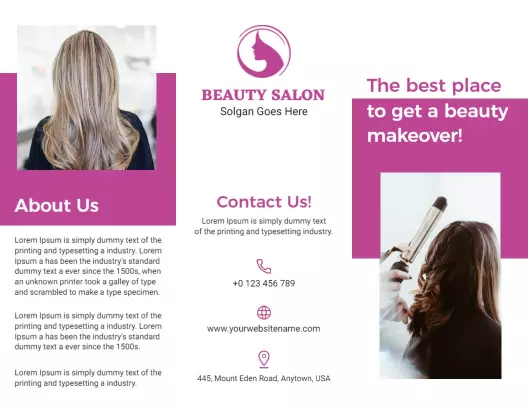 About Us
Lorem Ipsum is simply dummy text of the
printing and typesetting industry. Lorem
Ipsum a has been the industry's standard
dummy text a ever since the 1500s, when
an unknown printer took a galley of type
and scrambled to make a type specimen.
Lorem Ipsum is simply dummy text of the
printing and typesetting industry. Lorem
Ipsum a has been the industry's standard
dummy text a ever since the 1500s.
Lorem Ipsum is simply dummy text of the
printing and typesetting industry a.
BEAUTY SALON
Solgan Goes Here
Contact Us!
Lorem Ipsum is simply dummy text
of the printing and typesetting industry.
+0 123 456 789
www.yourwebsitename.com
445, Mount Eden Road, Anytown, USA
The best place
to get a beauty
makeover!